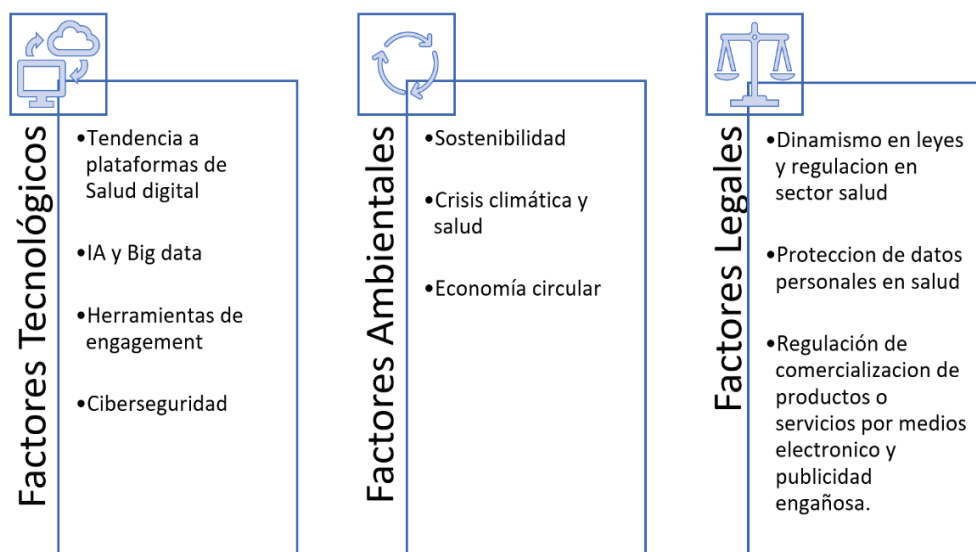 Factores Tecnológicos
•Tendencia a
plataformas de
Salud digital
•IA y Big data
•Herramientas de
engagement
•Ciberseguridad
Factores Ambientales
•Sostenibilidad
•Crisis climática y
salud
•Economía circular
Factores Legales
•Dinamismo en leyes
y regulacion en
sector salud
•Proteccion de datos
personales en salud
•Regulación de
comercializacion de
productos o
servicios por medios
electronico y
publicidad
engañosa.